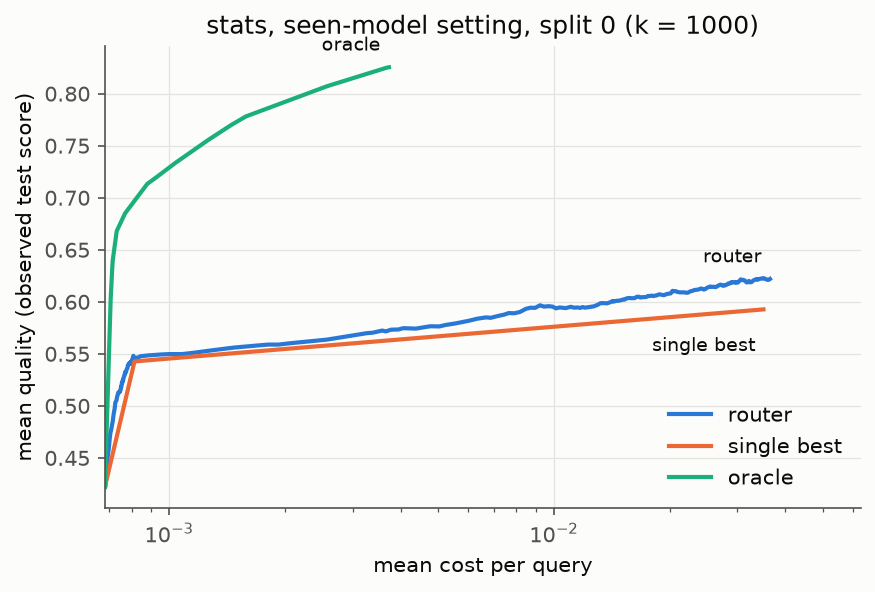 stats, seen-model setting, split 0 (k = 1000)
oracle
0.80
0.75
0.70
0.65
0.60
0.55
0.50
0.45
mean quality (observed test score)
router
single best
router
single best
oracle
10⁻³
10⁻²
mean cost per query